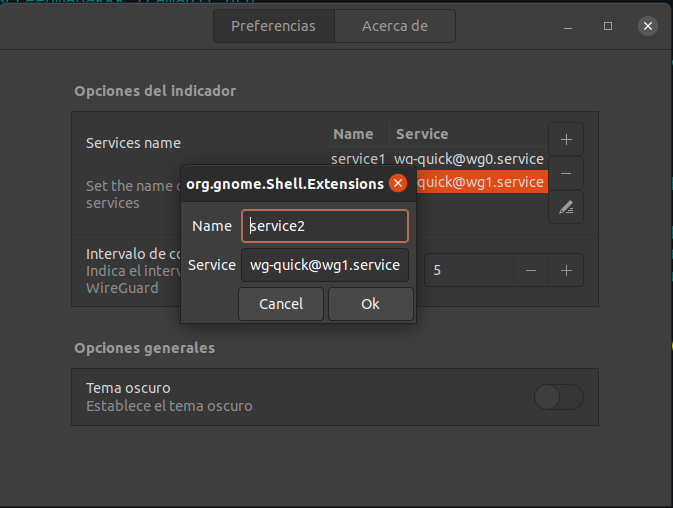 Preferencias Acerca de
Opciones del indicador
Name Service
Services name
service1 wg-quick@wg0.service
quick@wg1.service
Set the name
services
org.gnome.Shell.Extensions
Name service2
Service wg-quick@wg1.service
Cancel Ok
Intervalo de
Indica el
WireGuard
5
Opciones generales
Tema oscuro
Establece el tema oscuro